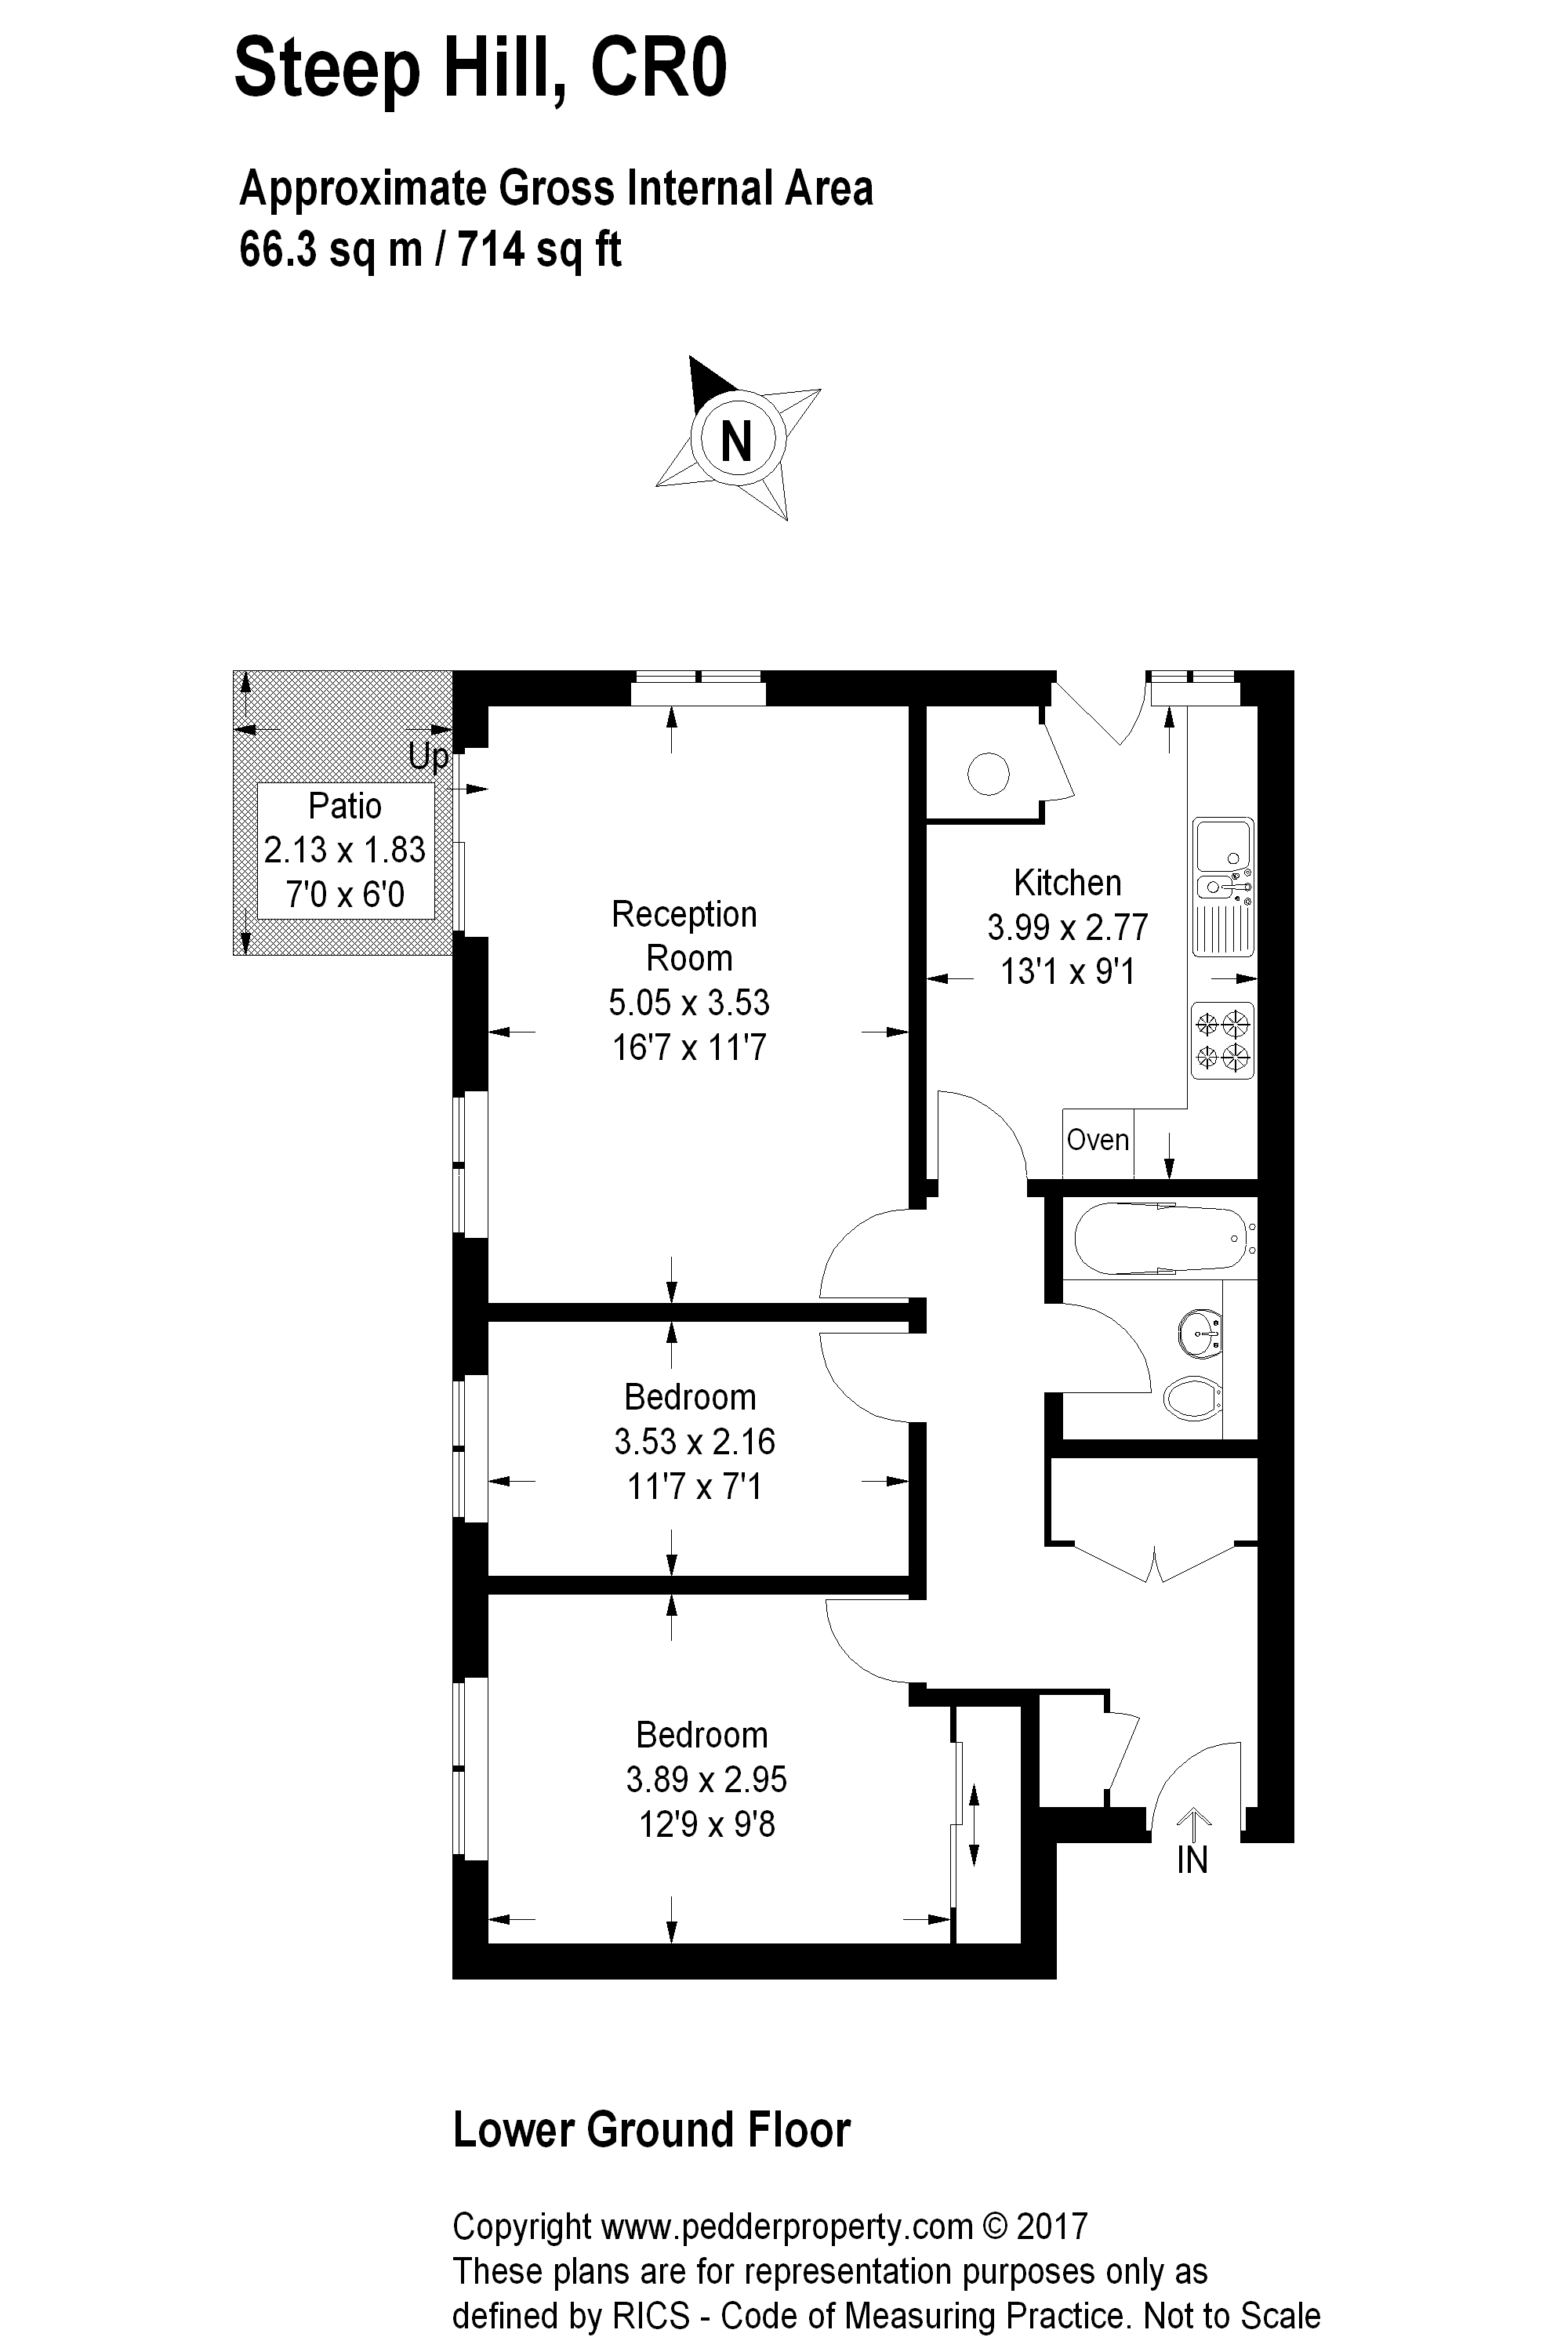 Steep Hill, CR0
Approximate Gross Internal Area
66.3 sq m / 714 sq ft
N
Up
Patio
2.13 x 1.83
7'0 x 6'0
Reception
Room
5.05 x 3.53
16'7 x 11'7
Kitchen
3.99 x 2.77
13'1 x 9'1
Oven
Bedroom
3.53 x 2.16
11'7 x 7'1
Bedroom
3.89 x 2.95
12'9 x 9'8
IN
Lower Ground Floor
Copyright www.pedderproperty.com © 2017
These plans are for representation purposes only as
defined by RICS - Code of Measuring Practice. Not to Scale